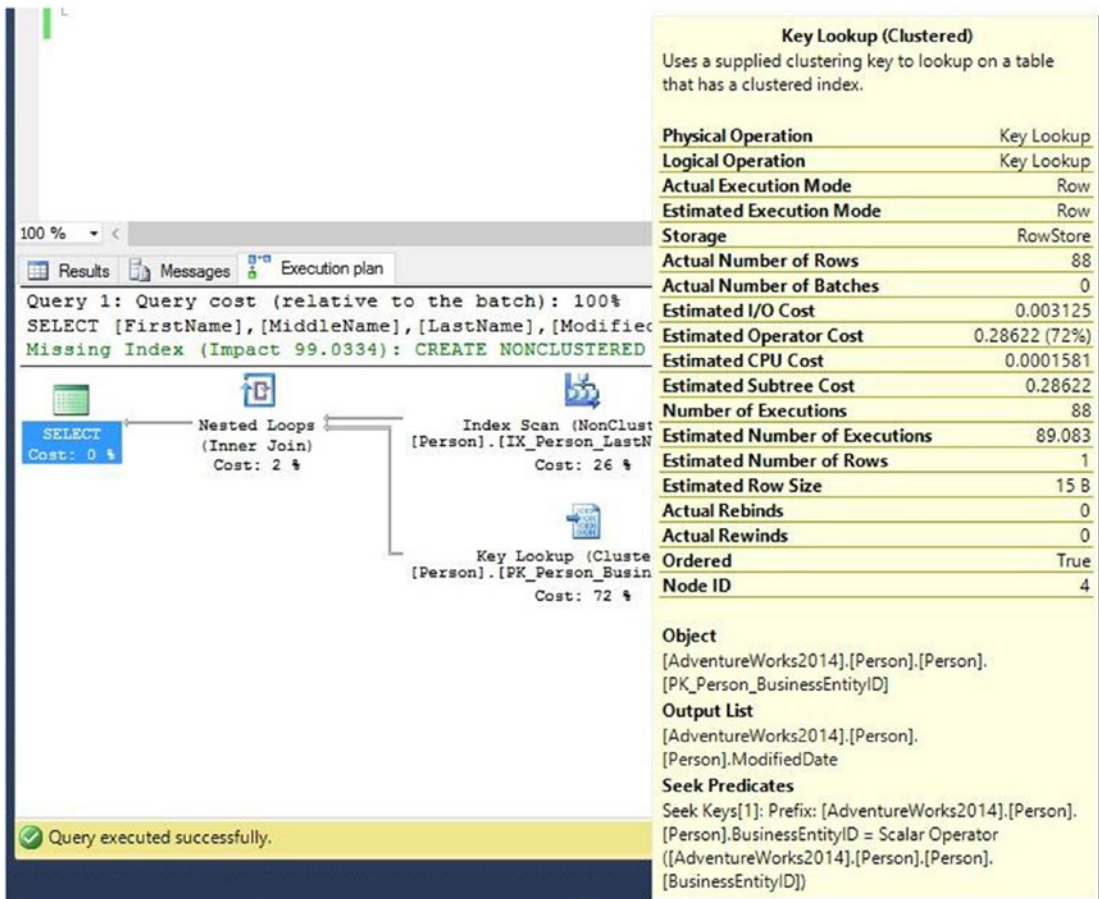 100 %
Results Messages Execution plan
Query 1: Query cost (relative to the batch): 100%
SELECT [FirstName],[MiddleName],[LastName],[Modified
Missing Index (Impact 99.0334): CREATE NONCLUSTERED
SELECT
Cost: 0 %
Nested Loops
(Inner Join)
Cost: 2 %
Index Scan (NonClust
[Person].[IX_Person_LastN
Cost: 26 %
Key Lookup (Cluste
[Person].[PK_Person_Busin
Cost: 72 %
Query executed successfully.
Key Lookup (Clustered)
Uses a supplied clustering key to lookup on a table
that has a clustered index.
Physical Operation Key Lookup
Logical Operation Key Lookup
Actual Execution Mode Row
Estimated Execution Mode Row
Storage RowStore
Actual Number of Rows 88
Actual Number of Batches 0
Estimated I/O Cost 0.003125
Estimated Operator Cost 0.28622 (72%)
Estimated CPU Cost 0.0001581
Estimated Subtree Cost 0.28622
Number of Executions 88
Estimated Number of Executions 89.083
Estimated Number of Rows 1
Estimated Row Size 15 B
Actual Rebinds 0
Actual Rewinds 0
Ordered True
Node ID 4
Object
[AdventureWorks2014].[Person].[Person].
[PK_Person_BusinessEntityID]
Output List
[AdventureWorks2014].[Person].
[Person].ModifiedDate
Seek Predicates
Seek Keys[1]: Prefix: [AdventureWorks2014].[Person].
[Person].BusinessEntityID = Scalar Operator
([AdventureWorks2014].[Person].[Person].
[BusinessEntityID])